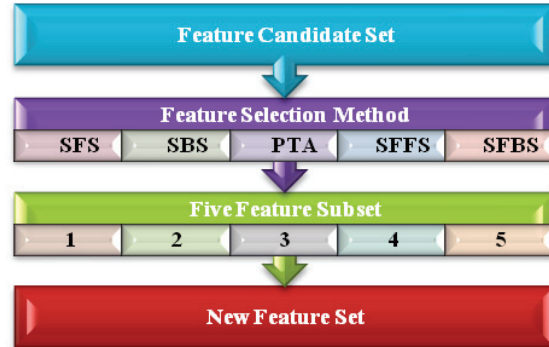 Feature Candidate Set
Feature Selection Method
SFS SBS PTA SFFS SFBS
Five Feature Subset
1 2 3 4 5
New Feature Set